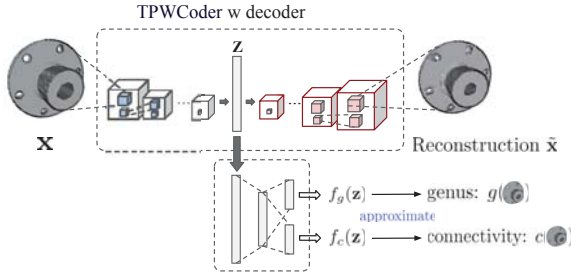 TPWCoder w decoder
z
x
Reconstruction x̃
f_g(z) genus: g( )
approximate
f_c(z) connectivity: c( )